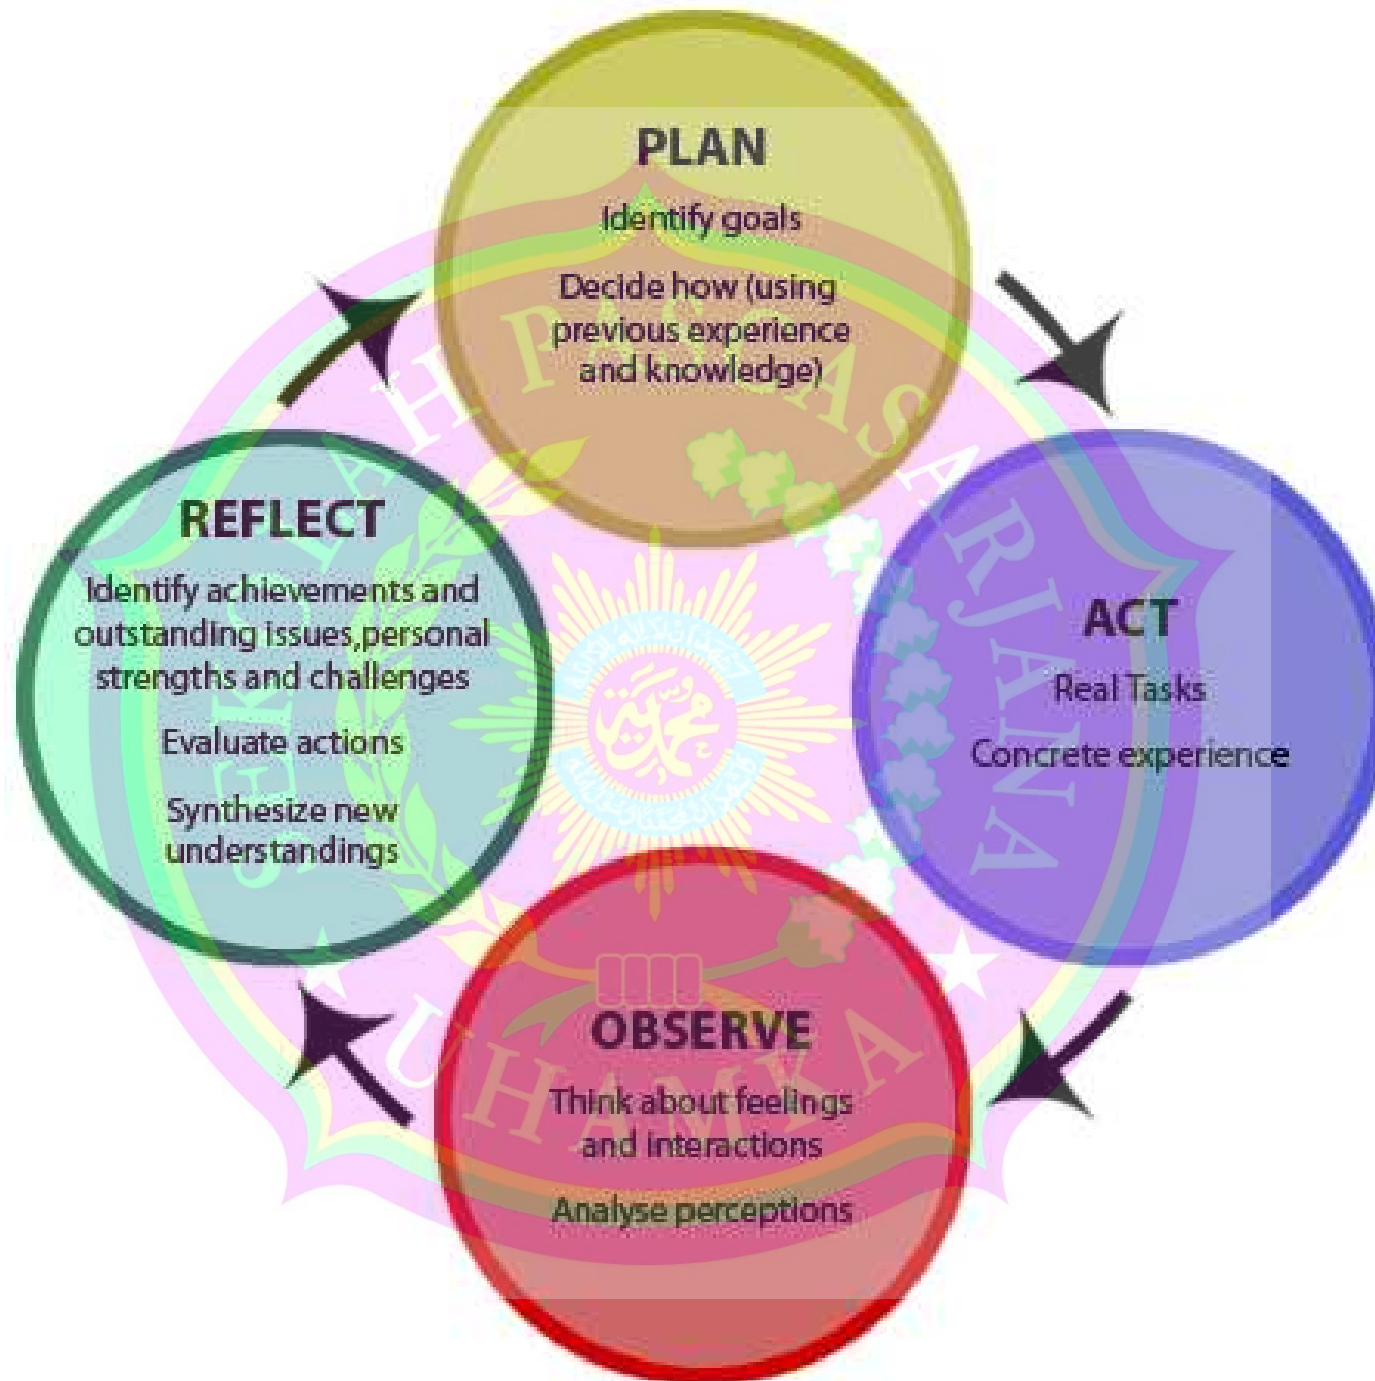 PLAN
Identify goals
Decide how (using
previous experience
and knowledge)
ACT
Real Tasks
Concrete experience
OBSERVE
Think about feelings
and interactions
Analyse perceptions
REFLECT
Identify achievements and
outstanding issues,personal
strengths and challenges
Evaluate actions
Synthesize new
understandings
SEKOLAH PASCASARJANA
UHAMKA
محمدية